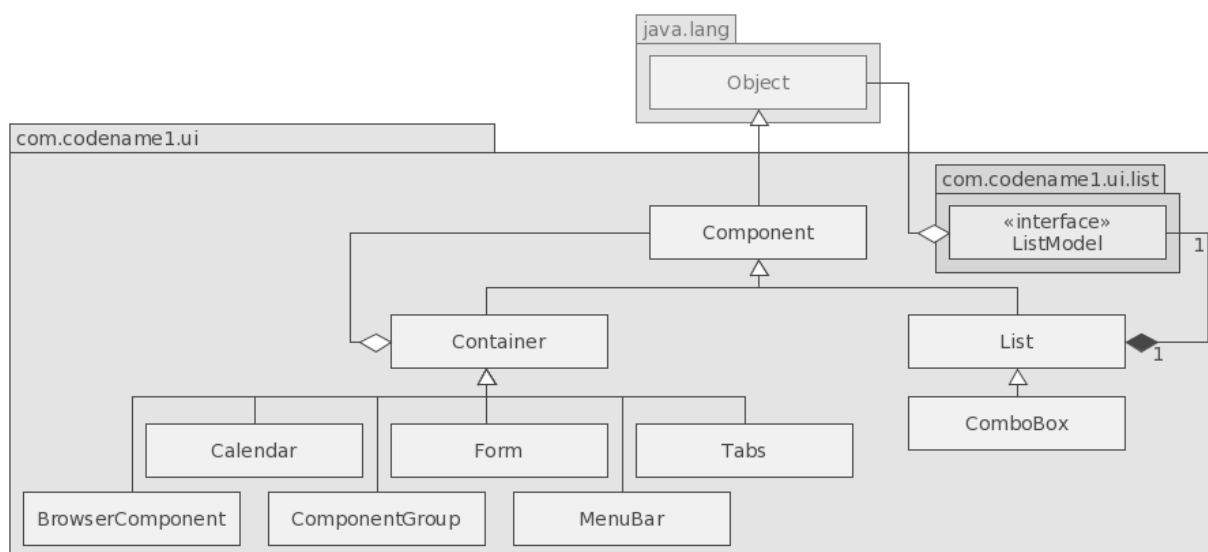 java.lang
Object
com.codename1.ui
com.codename1.ui.list
«interface»
ListModel
1
Component
Container
List
1
ComboBox
Calendar
Form
Tabs
BrowserComponent
ComponentGroup
MenuBar